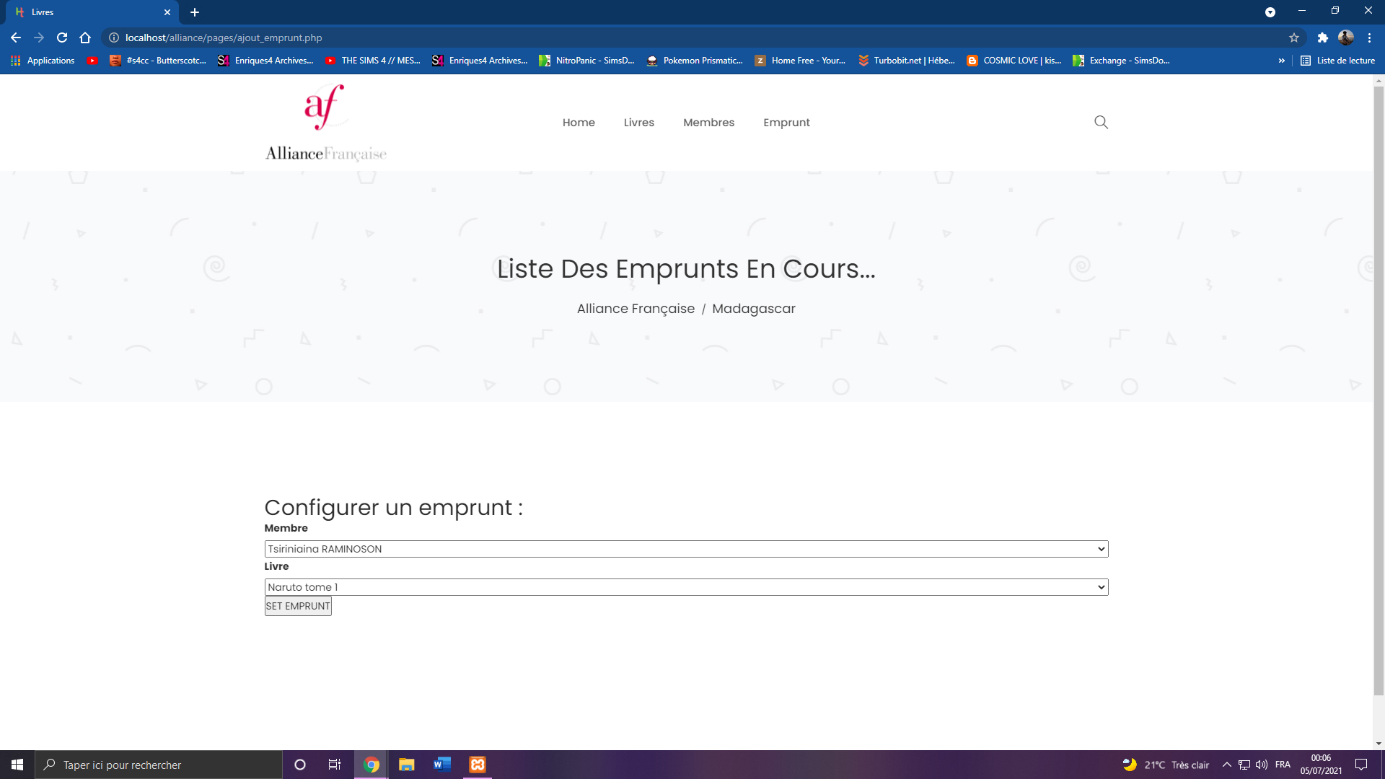 Livres
localhost/alliance/pages/ajout_emprunt.php
Applications
#s4cc - Butterscotc...
Enriques4 Archives...
THE SIMS 4 // MES...
Enriques4 Archives...
NitroPanic - SimsD...
Pokemon Prismatic...
Home Free - Your...
Turbobit.net | Hébe...
COSMIC LOVE | kis...
Exchange - SimsDo...
»
Liste de lecture
af
AllianceFrançaise
Home
Livres
Membres
Emprunt
Liste Des Emprunts En Cours...
Alliance Française / Madagascar
Configurer un emprunt :
Membre
Tsiriniaina RAMINOSON
Livre
Naruto tome 1
SET EMPRUNT
Taper ici pour rechercher
21°C Très clair
FRA
00:06
05/07/2021